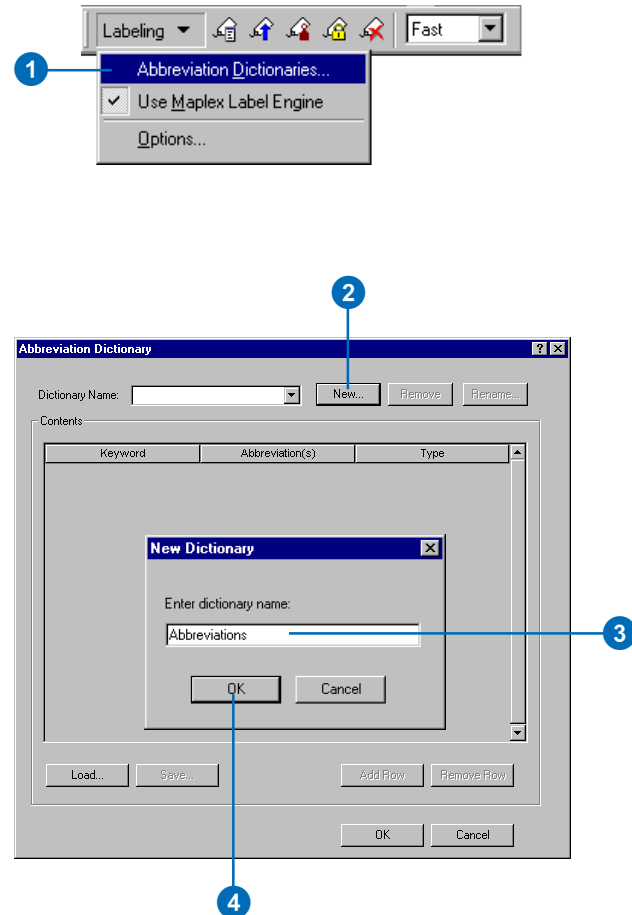 Labeling Fast
1 Abbreviation Dictionaries...
Use Maplex Label Engine
Options...
2
Abbreviation Dictionary
Dictionary Name: New... Remove Rename...
Contents
Keyword Abbreviation(s) Type
New Dictionary
Enter dictionary name:
Abbreviations 3
OK Cancel
Load... Save... Add Row Remove Row
OK Cancel
4